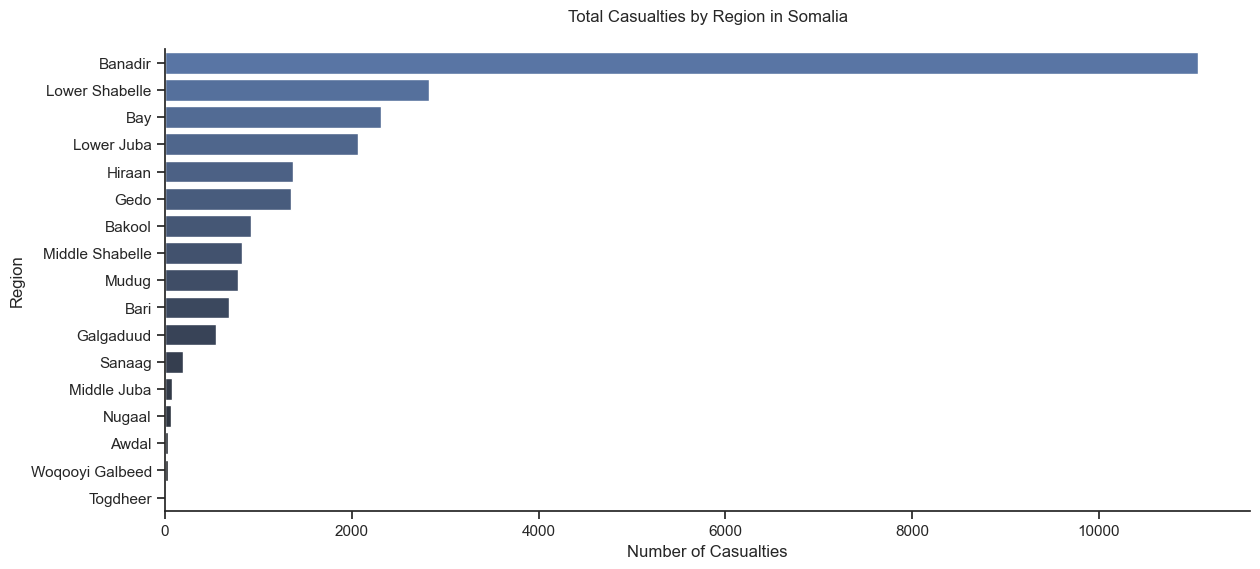 Total Casualties by Region in Somalia
Banadir
Lower Shabelle
Bay
Lower Juba
Hiraan
Gedo
Bakool
Middle Shabelle
Mudug
Bari
Galgaduud
Sanaag
Middle Juba
Nugaal
Awdal
Woqooyi Galbeed
Togdheer
Region
0 2000 4000 6000 8000 10000
Number of Casualties